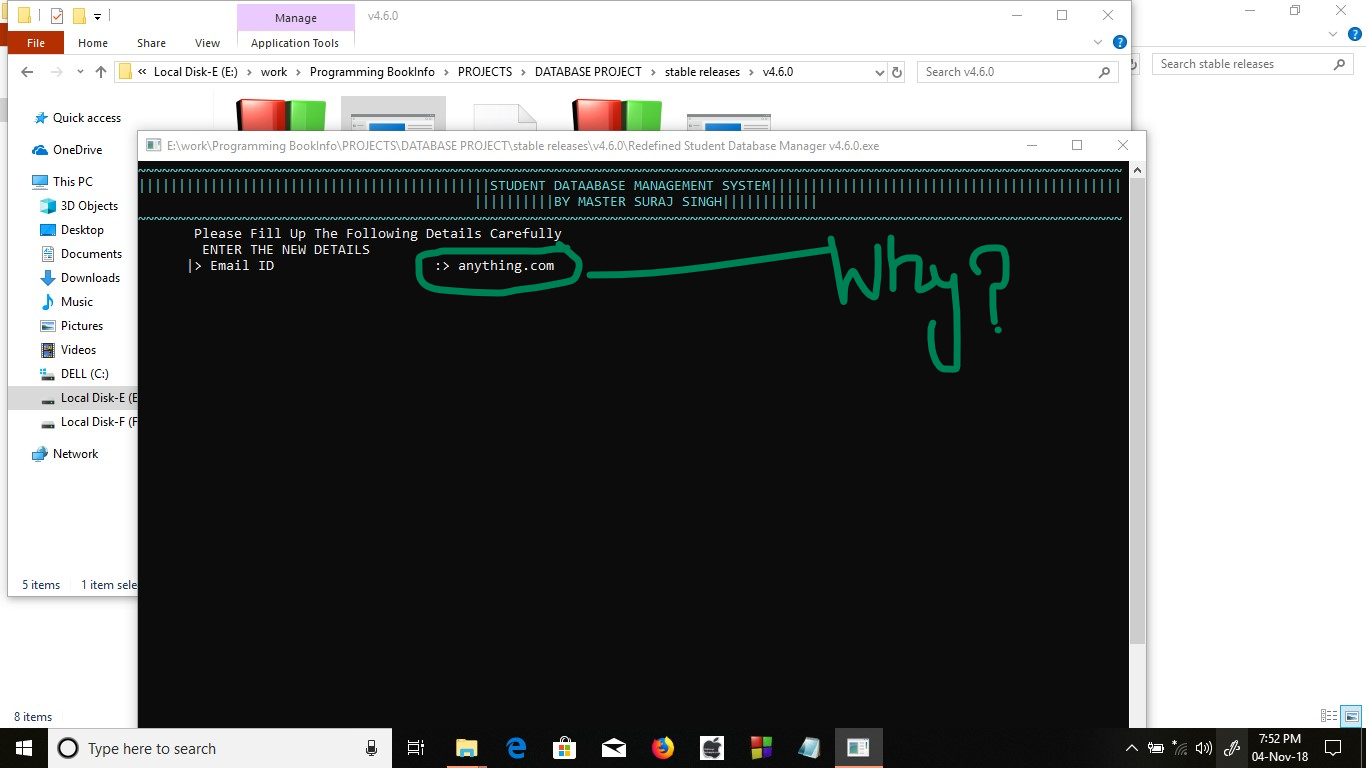 Manage
v4.6.0
File
Home
Share
View
Application Tools
« Local Disk-E (E:) > work > Programming BookInfo > PROJECTS > DATABASE PROJECT > stable releases > v4.6.0
Search v4.6.0
Search stable releases
Quick access
OneDrive
This PC
3D Objects
Desktop
Documents
Downloads
Music
Pictures
Videos
DELL (C:)
Local Disk-E (E
Local Disk-F (F
Network
5 items
1 item sele
8 items
E:\work\Programming BookInfo\PROJECTS\DATABASE PROJECT\stable releases\v4.6.0\Redefined Student Database Manager v4.6.0.exe
STUDENT DATAABASE MANAGEMENT SYSTEM
BY MASTER SURAJ SINGH
Please Fill Up The Following Details Carefully
ENTER THE NEW DETAILS
|> Email ID :> anything.com
Why?
Type here to search
7:52 PM
04-Nov-18